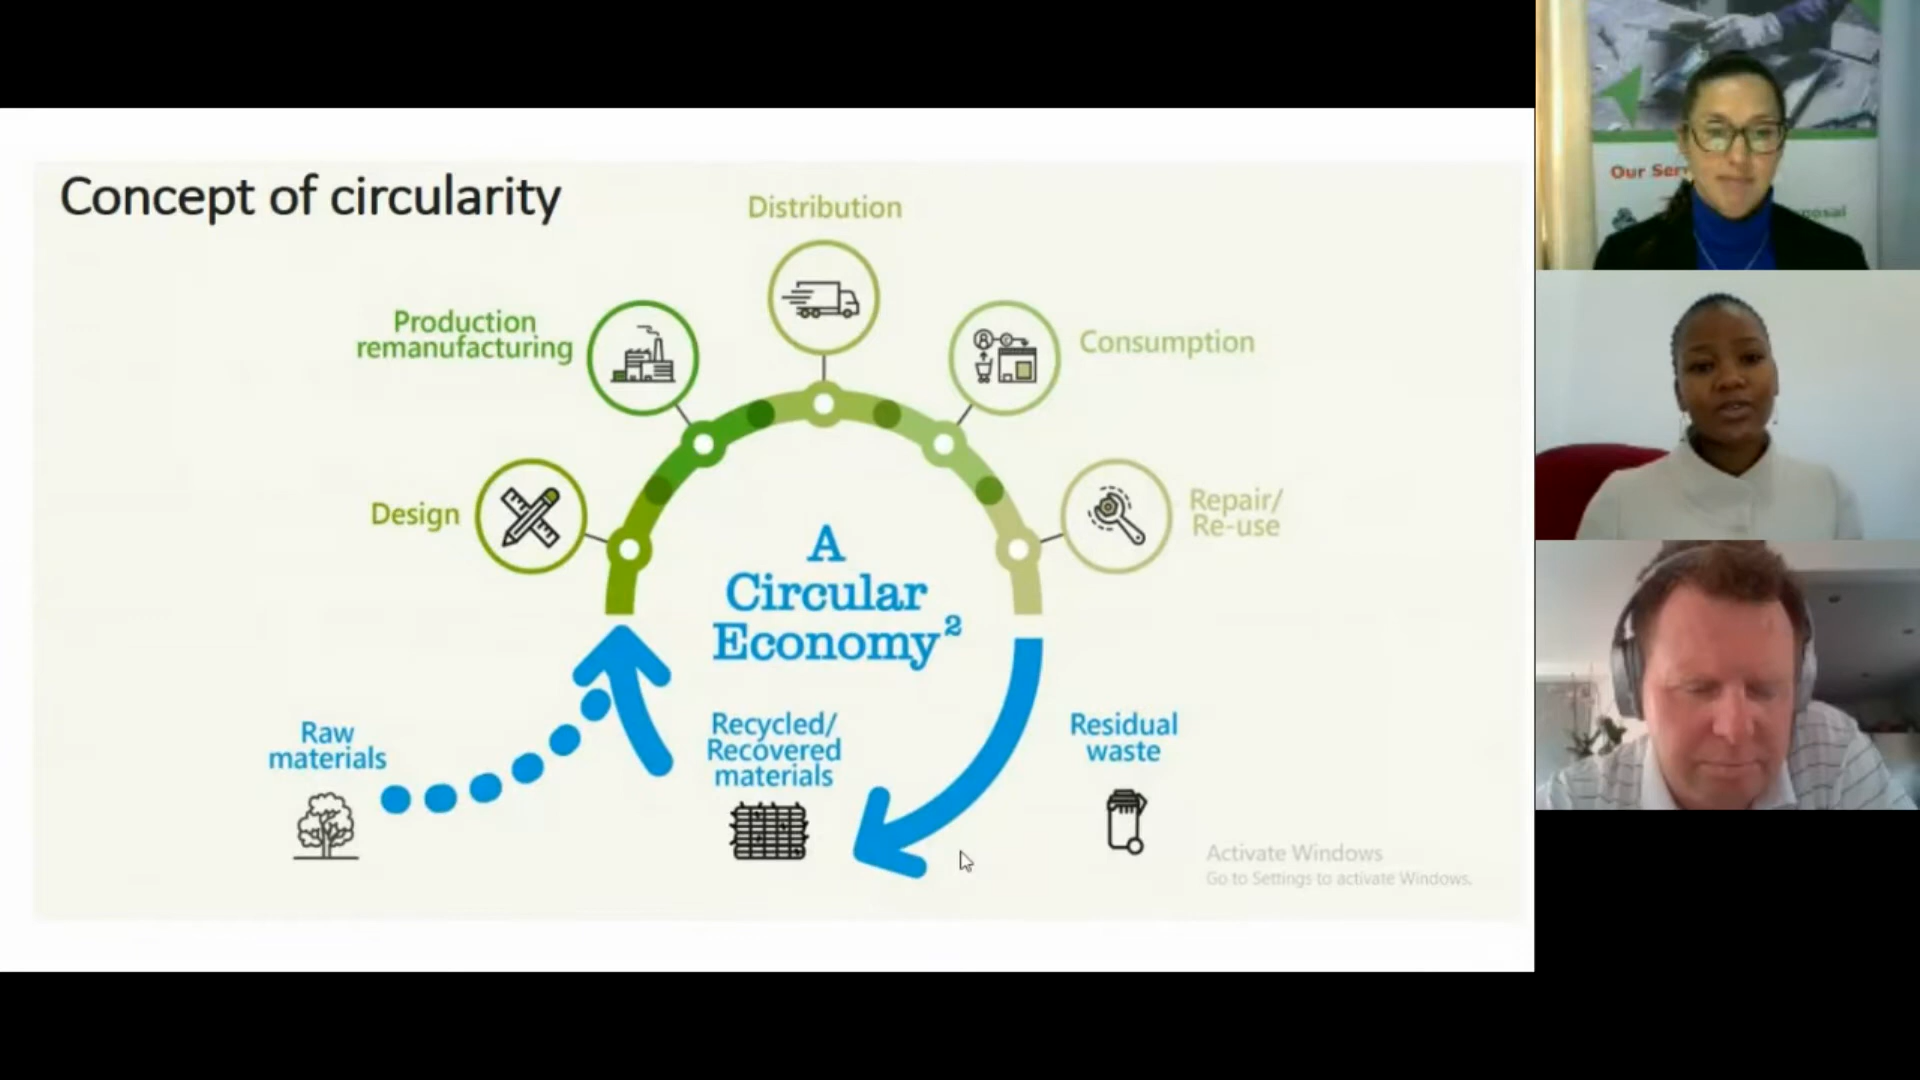 Concept of circularity
Distribution
Production
remanufacturing
Consumption
Design
Repair/
Re-use
A
Circular
Economy²
Raw
materials
Recycled/
Recovered
materials
Residual
waste
Activate Windows
Go to Settings to activate Windows.
Our Ser
posal